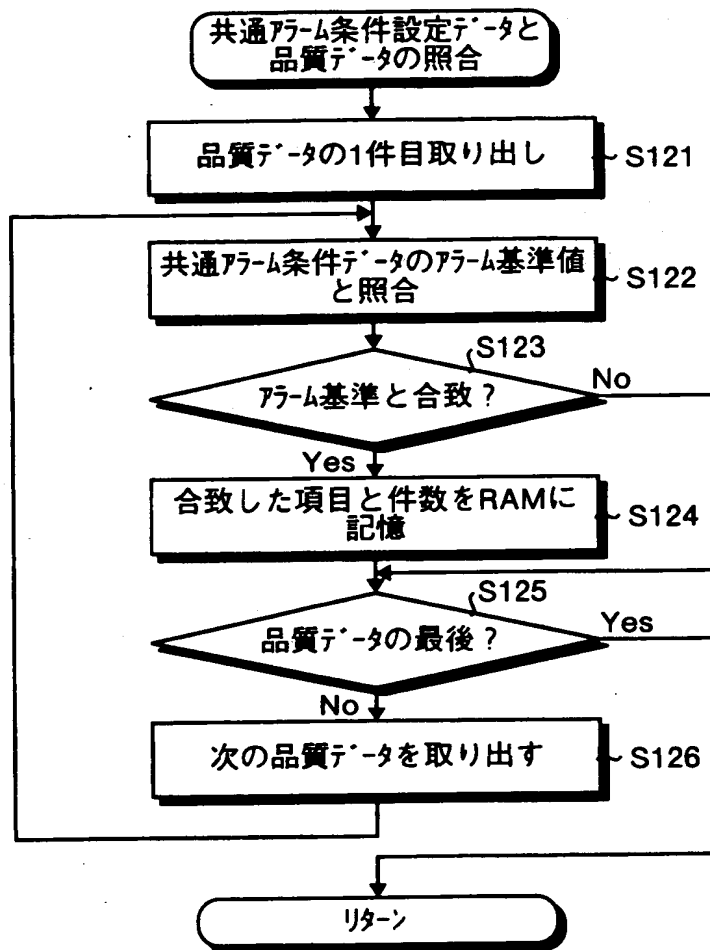 共通アラーム条件設定データと
品質データの照合
品質データの1件目取り出し
S121
共通アラーム条件データのアラーム基準値
と照合
S122
S123
アラーム基準と合致?
No
Yes
合致した項目と件数をRAMに
記憶
S124
S125
品質データの最後?
Yes
No
次の品質データを取り出す
S126
リターン